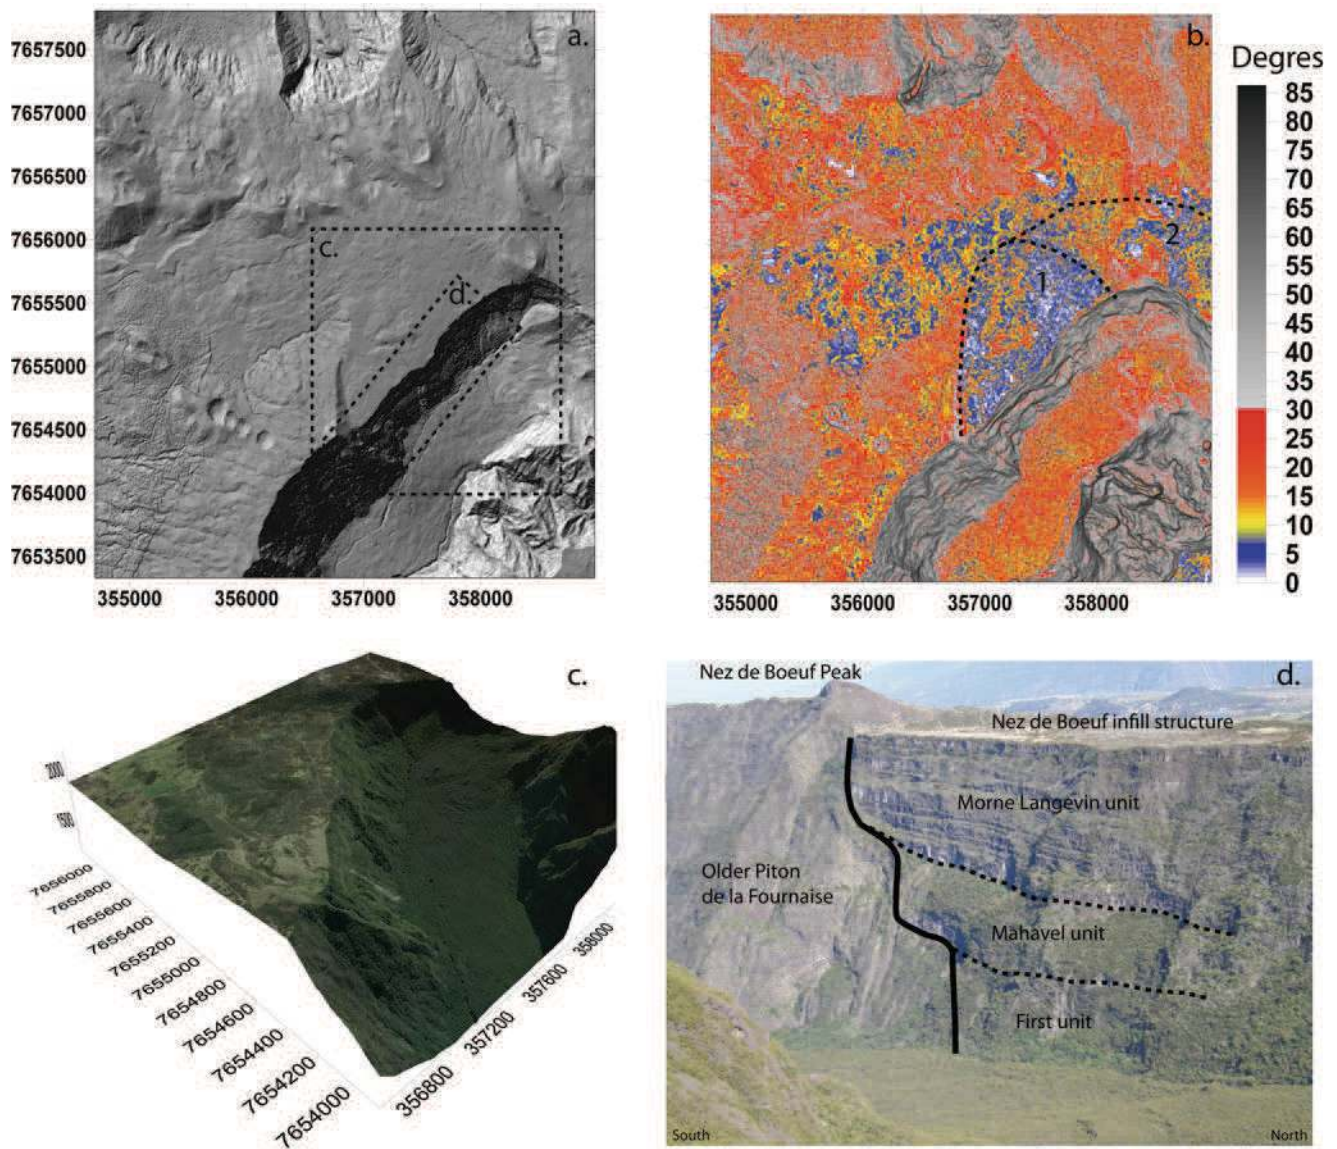 a.
7657500
7657000
7656500
7656000
7655500
7655000
7654500
7654000
7653500
c.
d.
355000 356000 357000 358000
b.
1
2
355000 356000 357000 358000
Degres
85
80
75
70
65
60
55
50
45
40
35
30
25
20
15
10
5
0
c.
2000
1500
7656000
7655800
7655600
7655400
7655200
7655000
7654800
7654600
7654400
7654200
7654000
356800
357200
357600
358000
d.
Nez de Boeuf Peak
Nez de Boeuf infill structure
Morne Langevin unit
Older Piton
de la Fournaise
Mahavel unit
First unit
South
North